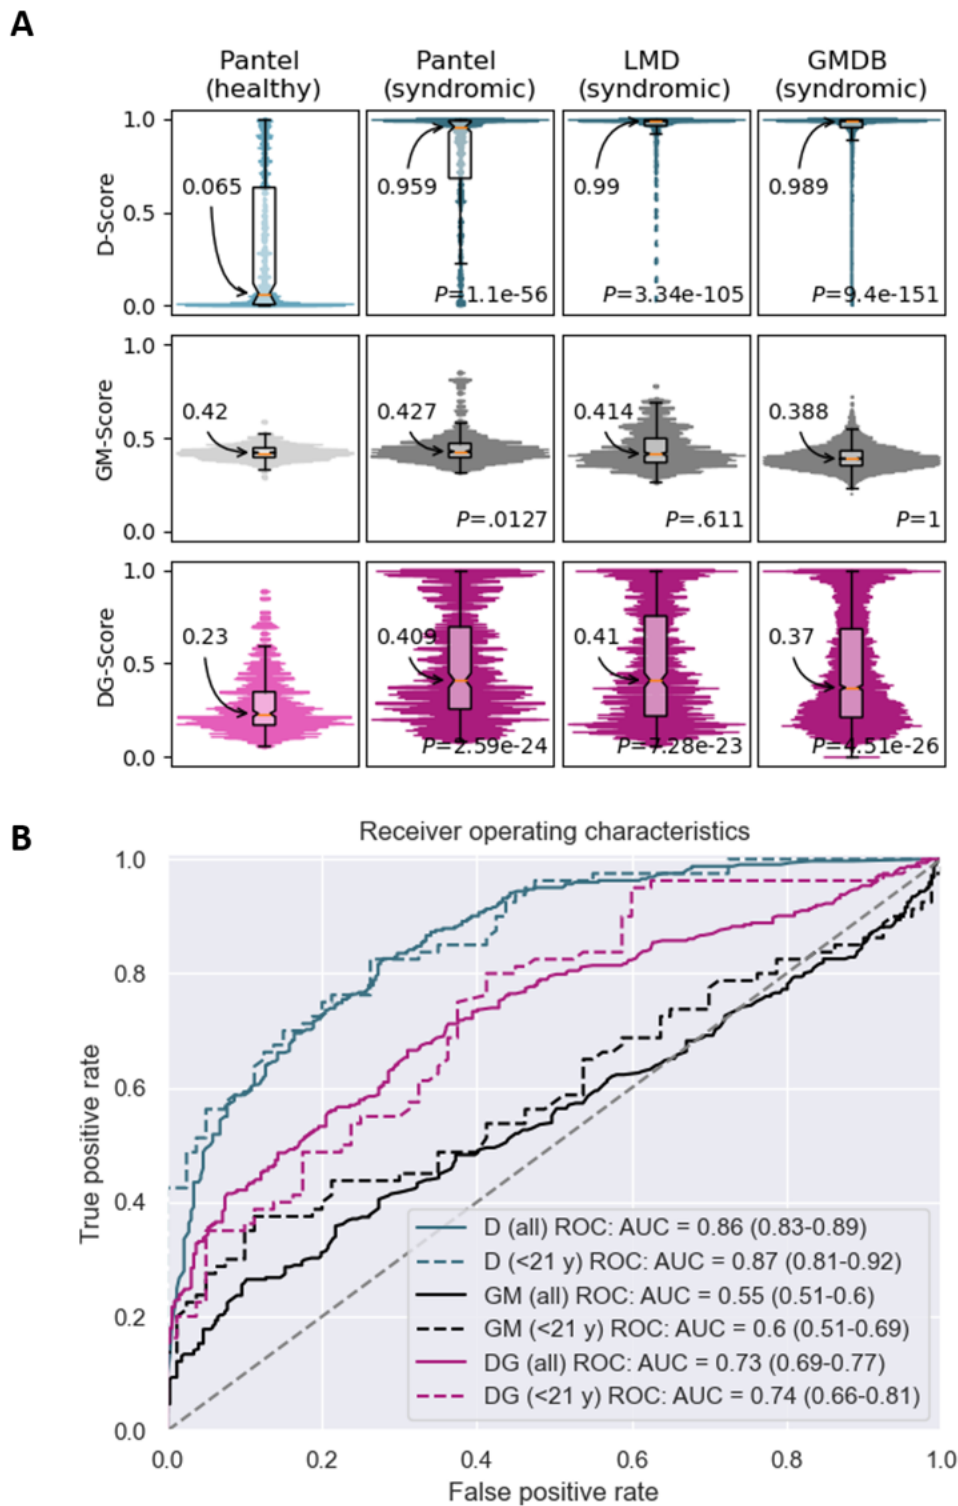 A
Pantel (healthy)
Pantel (syndromic)
LMD (syndromic)
GMDB (syndromic)
D-Score
1.0
0.5
0.0
0.065
0.959
P=1.1e-56
0.99
P=3.34e-105
0.989
P=9.4e-151
GM-Score
1.0
0.5
0.0
0.42
0.427
P=.0127
0.414
P=.611
0.388
P=1
DG-Score
1.0
0.5
0.0
0.23
0.409
P=2.59e-24
0.41
P=7.28e-23
0.37
P=4.51e-26
B
Receiver operating characteristics
True positive rate
1.0
0.8
0.6
0.4
0.2
0.0
D (all) ROC: AUC = 0.86 (0.83-0.89)
D (<21 y) ROC: AUC = 0.87 (0.81-0.92)
GM (all) ROC: AUC = 0.55 (0.51-0.6)
GM (<21 y) ROC: AUC = 0.6 (0.51-0.69)
DG (all) ROC: AUC = 0.73 (0.69-0.77)
DG (<21 y) ROC: AUC = 0.74 (0.66-0.81)
0.0 0.2 0.4 0.6 0.8 1.0
False positive rate